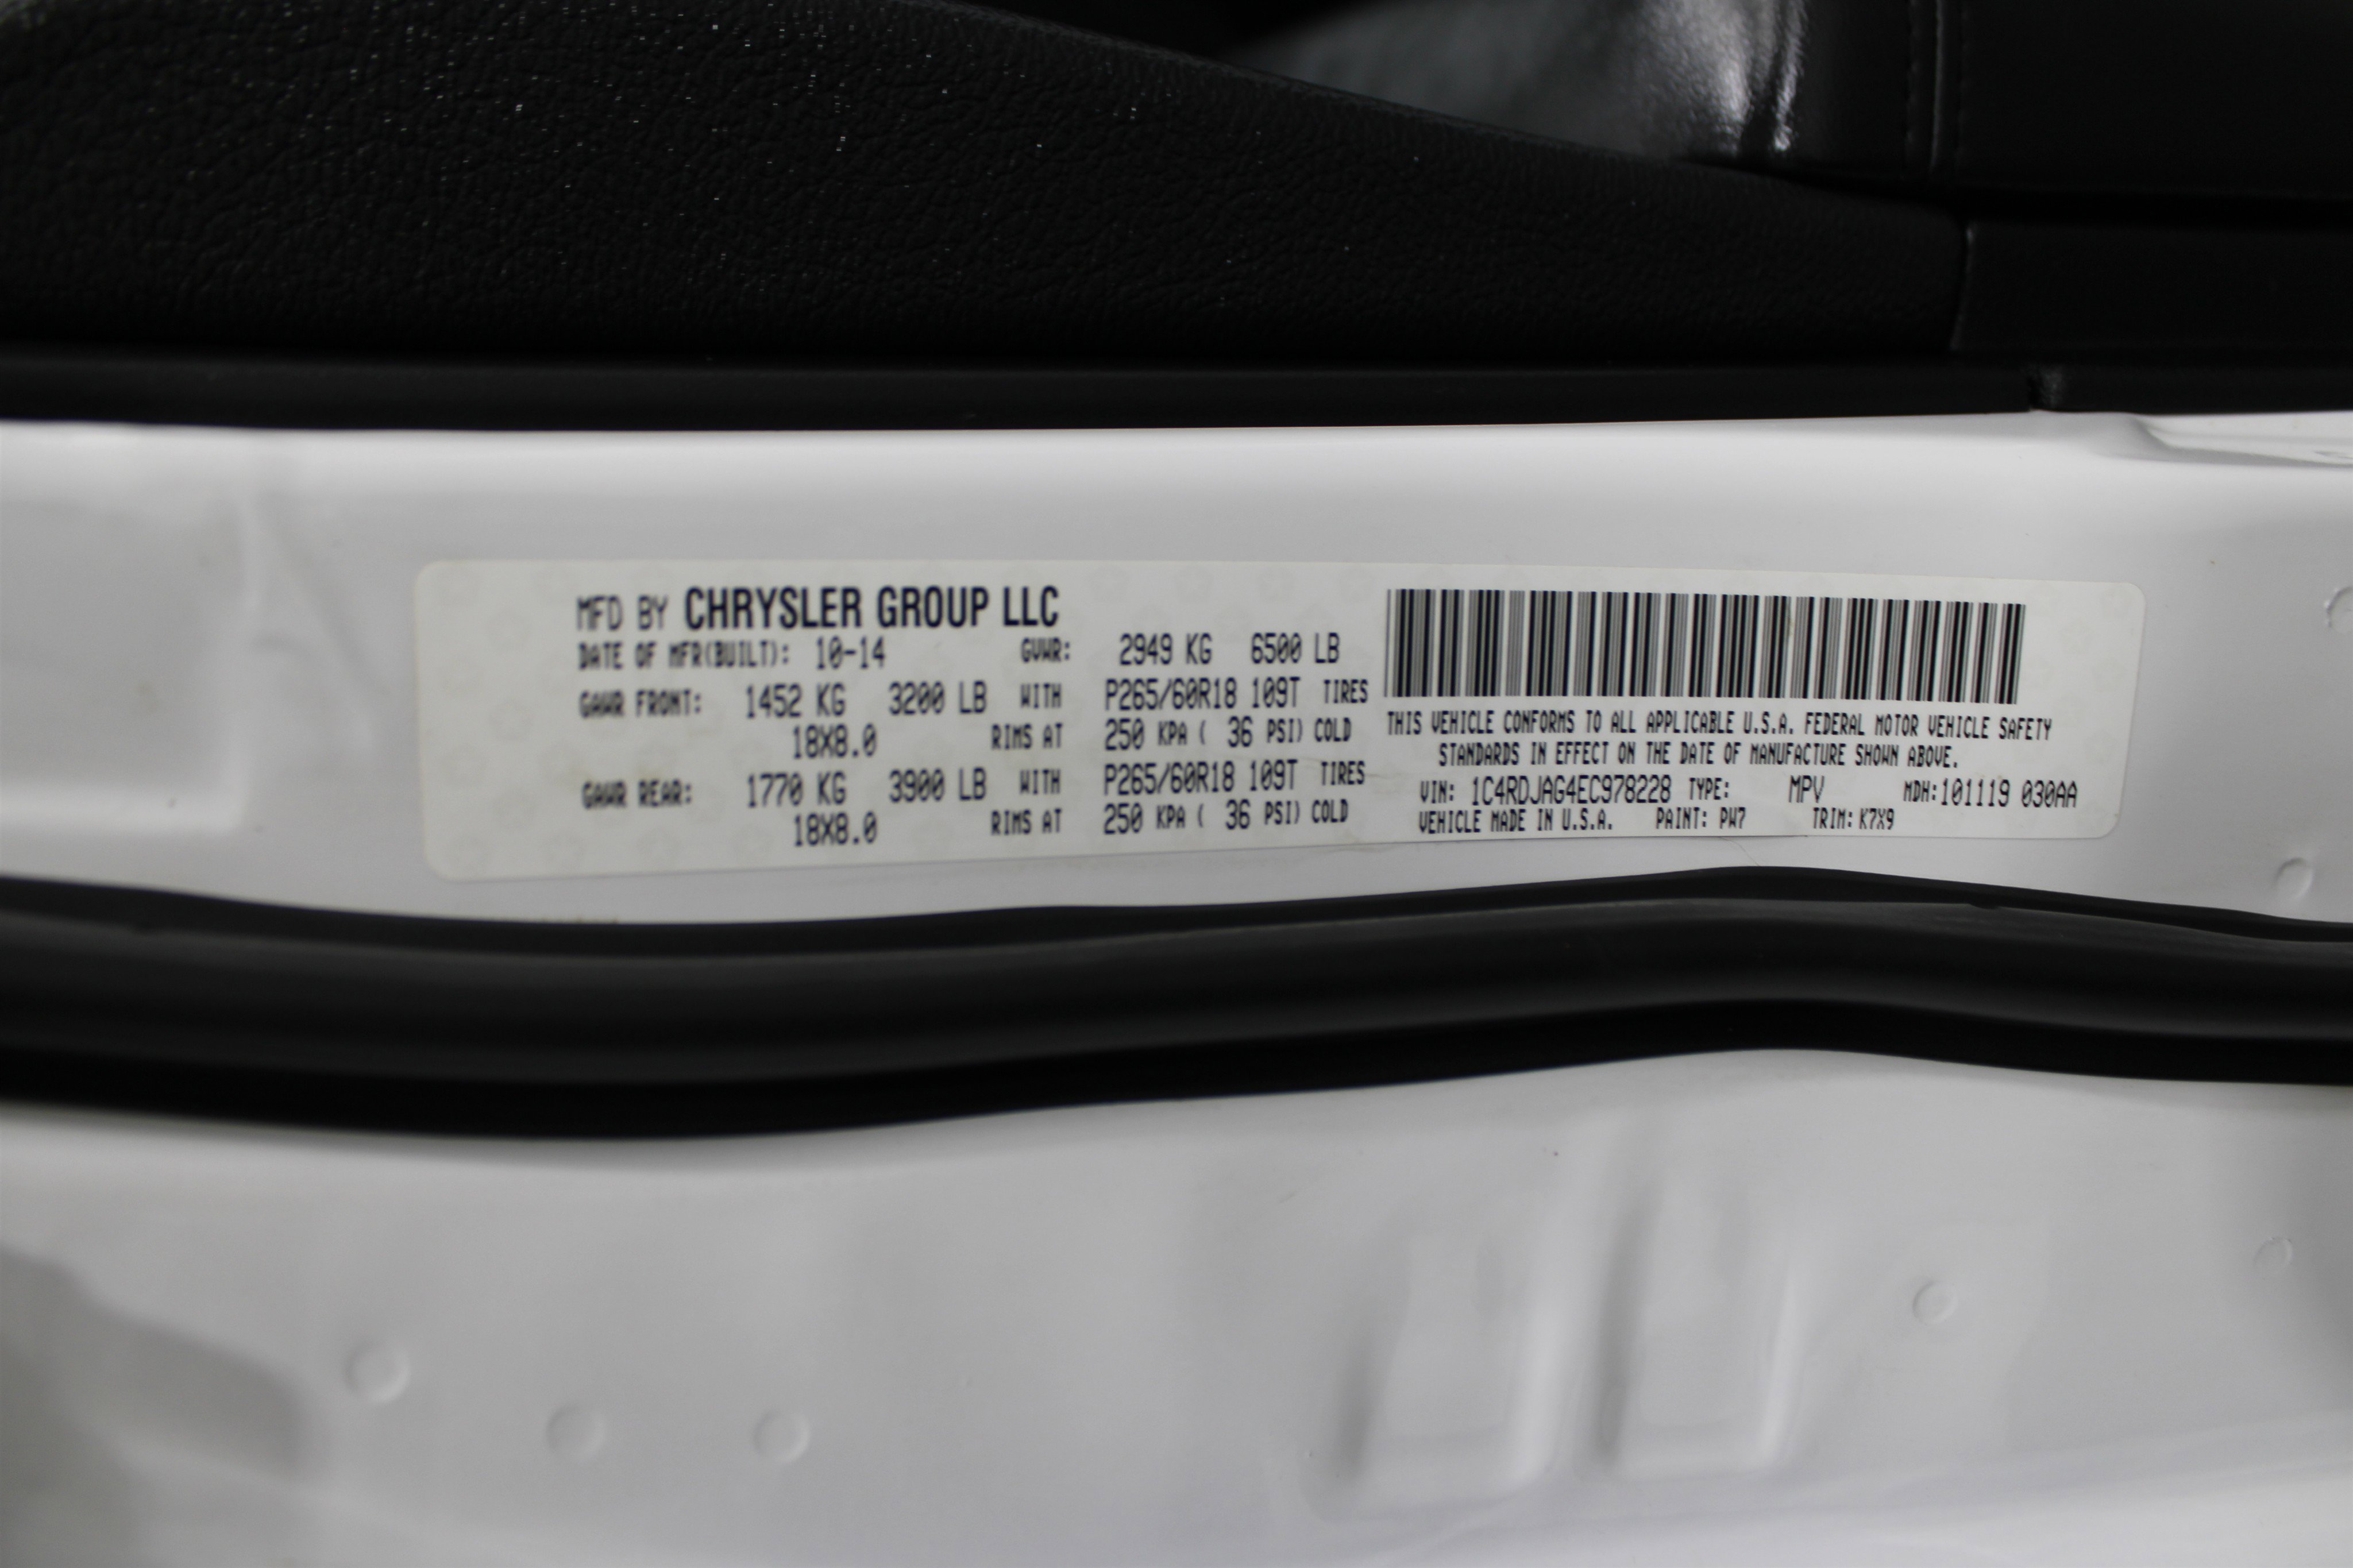 MFD BY CHRYSLER GROUP LLC
DATE OF MFR(BUILT): 10-14 GVWR: 2949 KG 6500 LB
GAWR FRONT: 1452 KG 3200 LB WITH P265/60R18 109T TIRES
18X8.0 RIMS AT 250 KPA ( 36 PSI) COLD
GAWR REAR: 1770 KG 3900 LB WITH P265/60R18 109T TIRES
18X8.0 RIMS AT 250 KPA ( 36 PSI) COLD
THIS VEHICLE CONFORMS TO ALL APPLICABLE U.S.A. FEDERAL MOTOR VEHICLE SAFETY
STANDARDS IN EFFECT ON THE DATE OF MANUFACTURE SHOWN ABOVE.
VIN: 1C4RDJAG4EC978228 TYPE: MPV MDH:101119 030AA
VEHICLE MADE IN U.S.A. PAINT: PW7 TRIM: K7X9